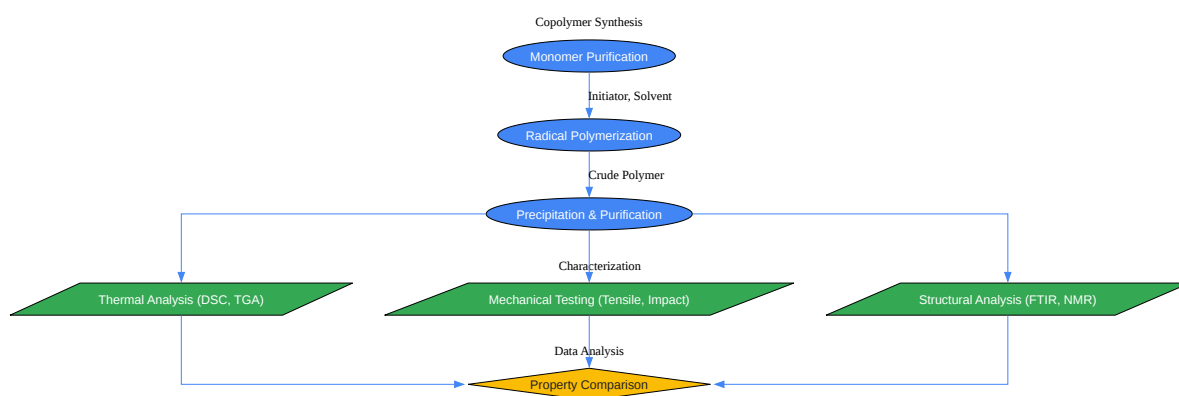 Copolymer Synthesis
Monomer Purification
Initiator, Solvent
Radical Polymerization
Crude Polymer
Precipitation & Purification
Characterization
Thermal Analysis (DSC, TGA)
Mechanical Testing (Tensile, Impact)
Structural Analysis (FTIR, NMR)
Data Analysis
Property Comparison